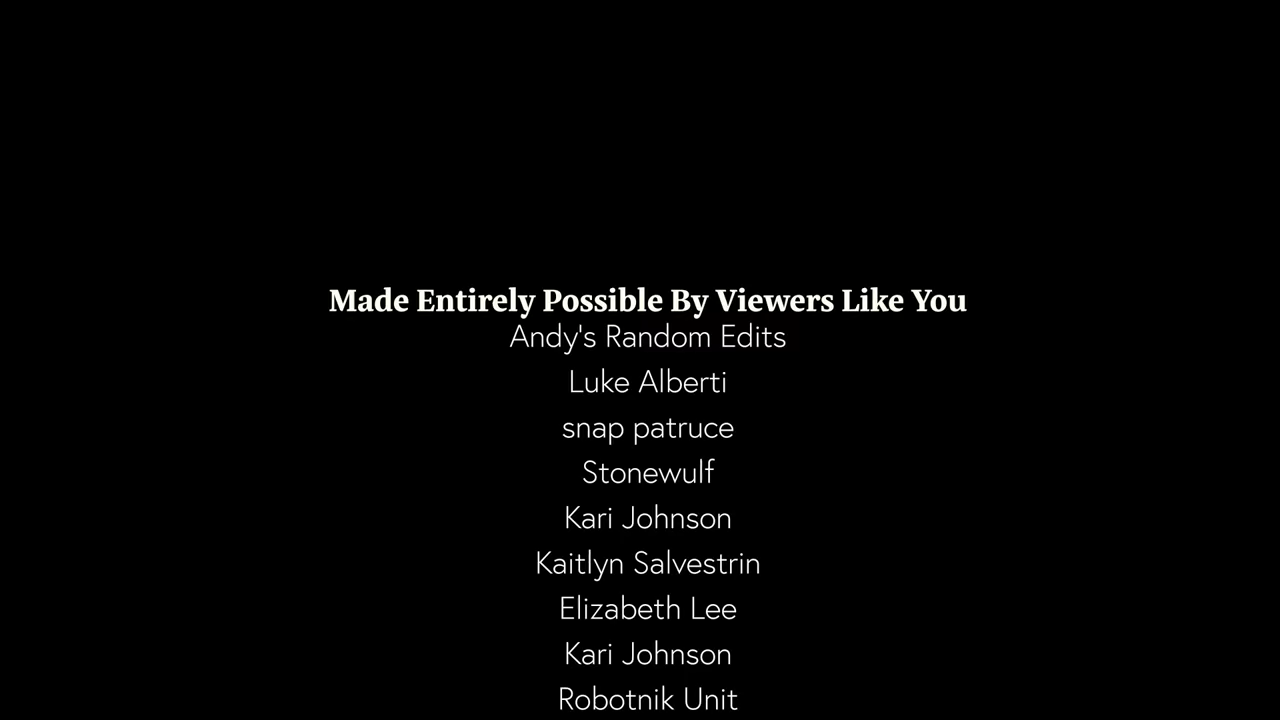 Made Entirely Possible By Viewers Like You
Andy's Random Edits
Luke Alberti
snap patruce
Stonewulf
Kari Johnson
Kaitlyn Salvestrin
Elizabeth Lee
Kari Johnson
Robotnik Unit